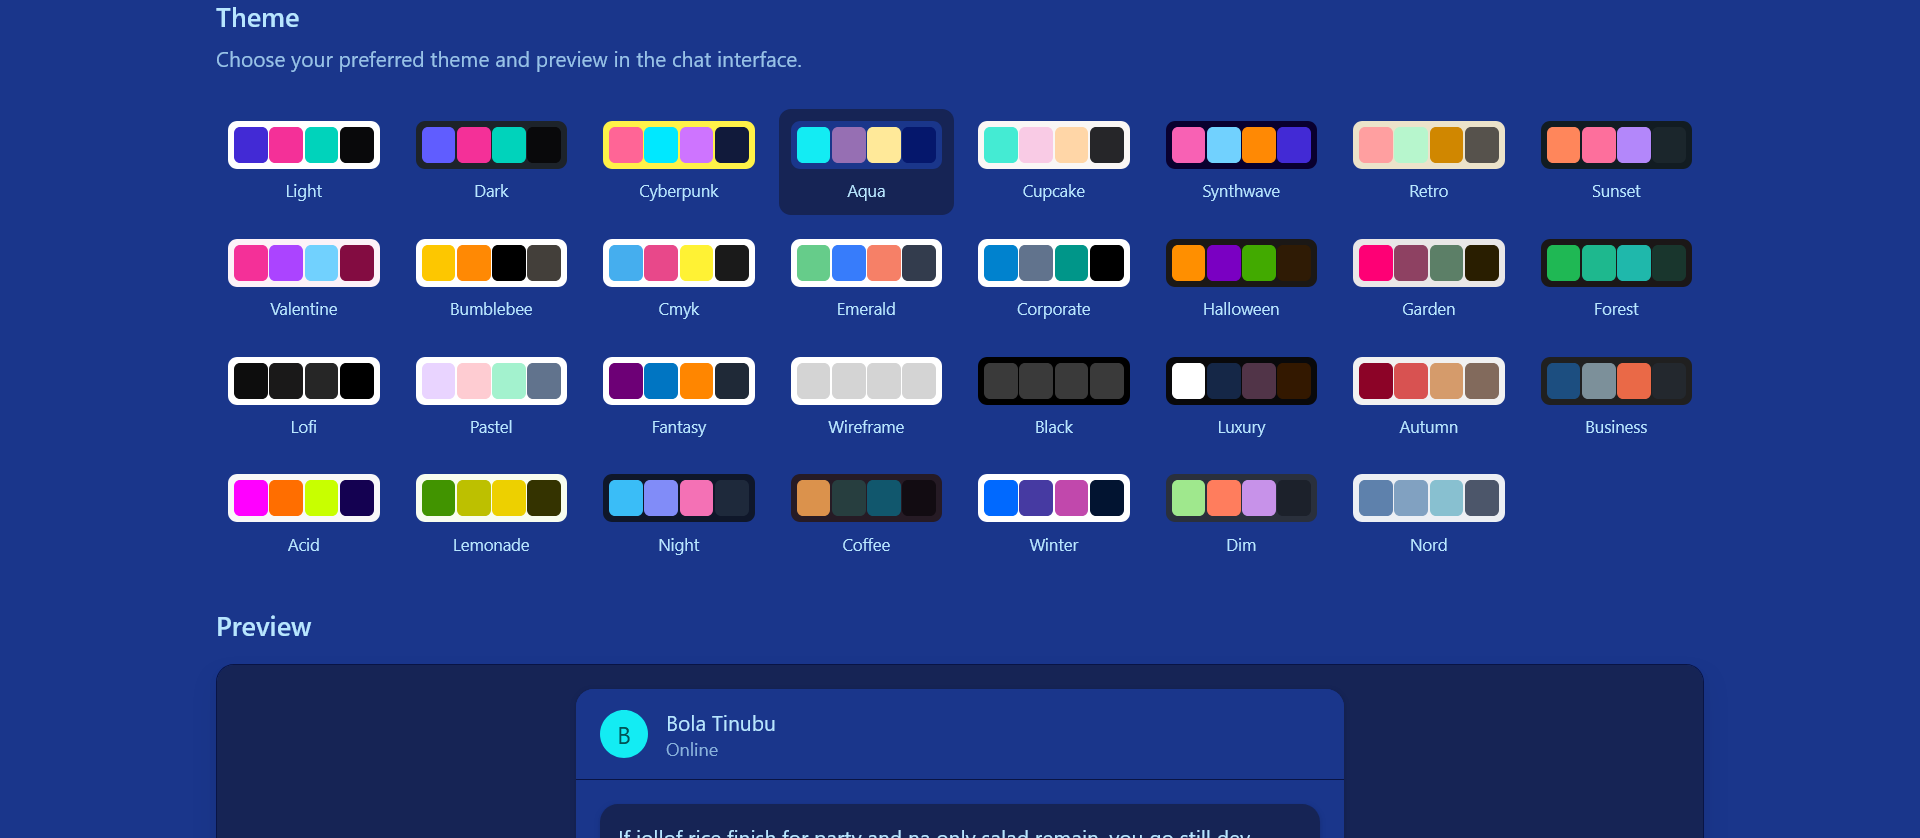 Theme
Choose your preferred theme and preview in the chat interface.
Light Dark Cyberpunk Aqua Cupcake Synthwave Retro Sunset
Valentine Bumblebee Cmyk Emerald Corporate Halloween Garden Forest
Lofi Pastel Fantasy Wireframe Black Luxury Autumn Business
Acid Lemonade Night Coffee Winter Dim Nord
Preview
B Bola Tinubu
Online
If jollof rice finish for party and na only salad remain, you go still dey